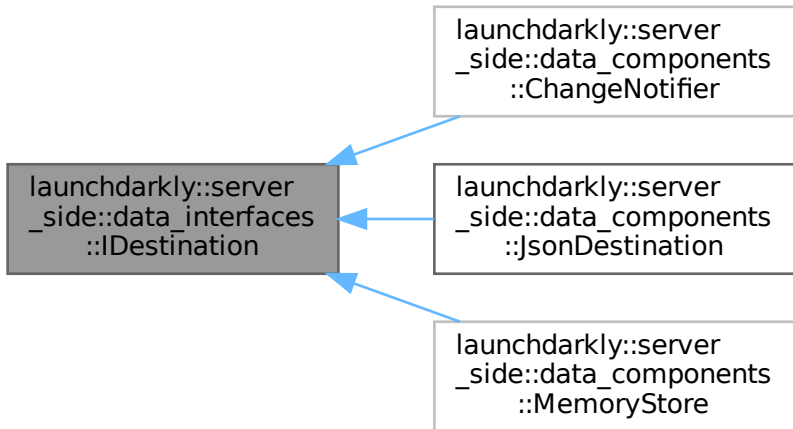 launchdarkly::server
_side::data_interfaces
::IDestination
launchdarkly::server
_side::data_components
::ChangeNotifier
launchdarkly::server
_side::data_components
::JsonDestination
launchdarkly::server
_side::data_components
::MemoryStore